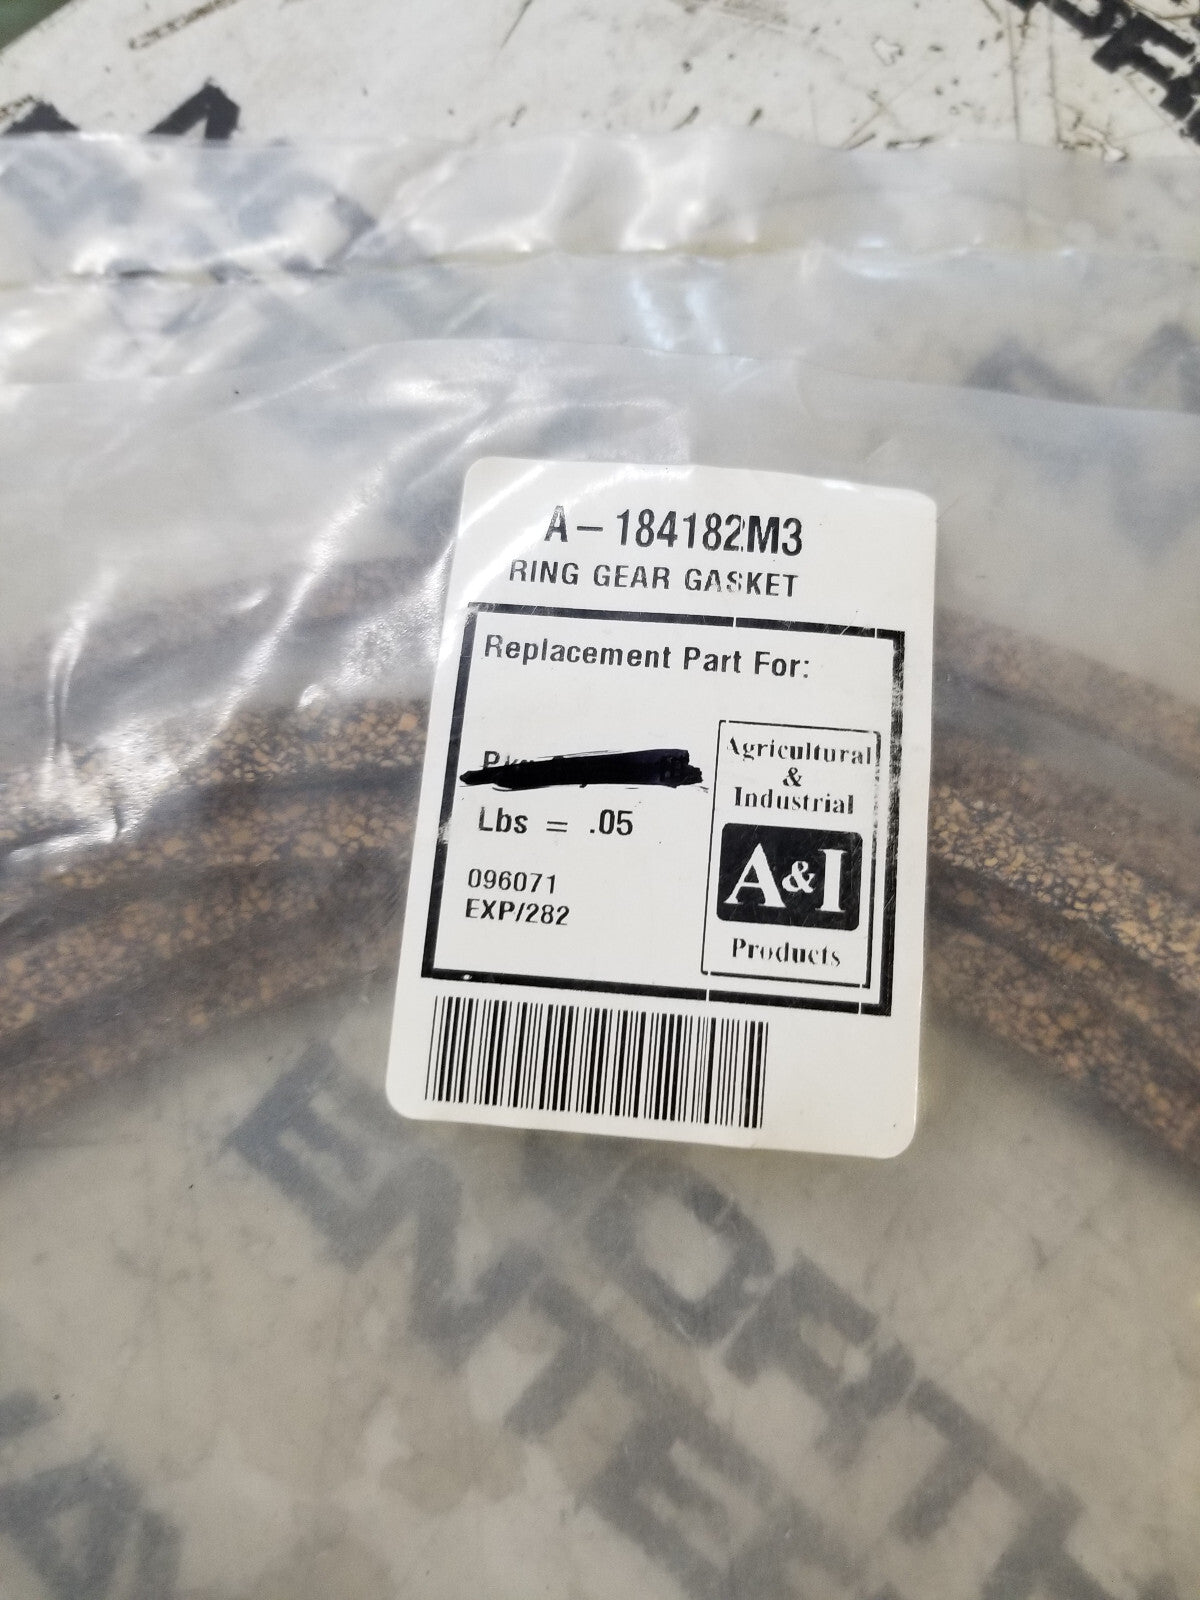 A-184182M3
RING GEAR GASKET
Replacement Part For:
Lbs = .05
096071
EXP/282
Agricultural
&
Industrial
A&I
Products